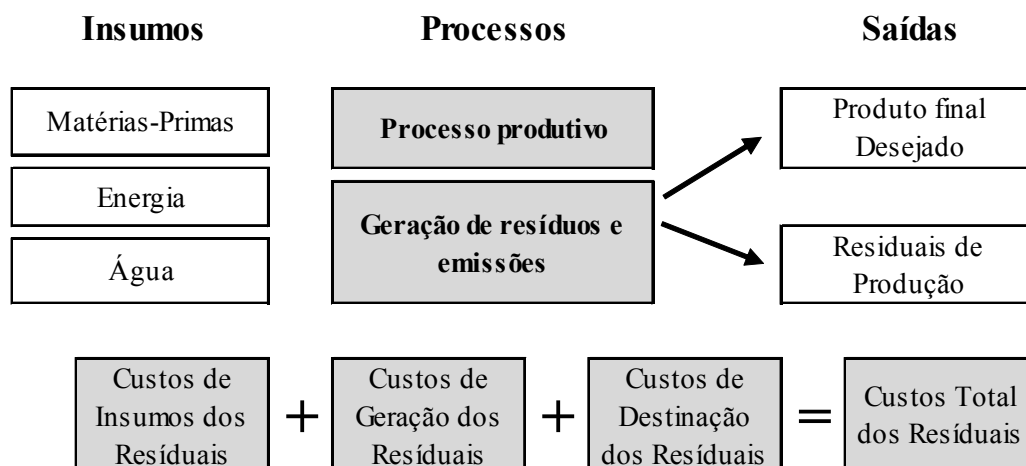 Insumos
Processos
Saídas
Matérias-Primas
Energia
Água
Processo produtivo
Geração de resíduos e
emissões
Produto final
Desejado
Residuais de
Produção
Custos de
Insumos dos
Resíduais
+
Custos de
Geração dos
Resíduais
+
Custos de
Destinação
dos Resíduais
=
Custos Total
dos Resíduais